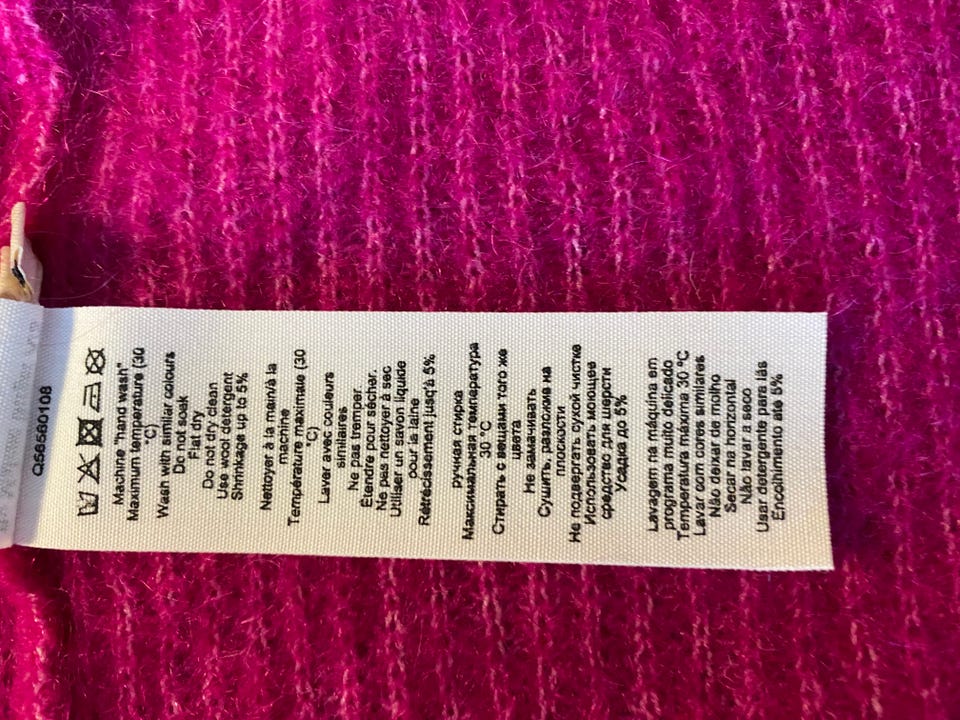 Q56560108
Machine "hand wash"
Maximum temperature (30
°C)
Wash with similar colours
Do not soak
Flat dry
Do not dry clean
Use wool detergent
Shrinkage up to 5%
Nettoyer à la main/à la
machine
Température maximale (30
°C)
Laver avec couleurs
similaires
Ne pas tremper.
Étendre pour sécher.
Ne pas nettoyer à sec
Utiliser un savon liquide
pour la laine
Rétrécissement jusq'à 5%
ручная стирка
Максимальная температура
30 °C
Стирать с вещами того же
цвета
Не замачивать
Сушить, разложив на
плоскости
Не подвергать сухой чистке
Использовать моющее
средство для шерсти
Усадка до 5%
Lavagem na máquina em
programa muito delicado
Temperatura máxima 30 °C
Lavar com cores similares
Não deixar de molho
Secar na horizontal
Não lavar a seco
Usar detergente para lãs
Encolhimento até 5%